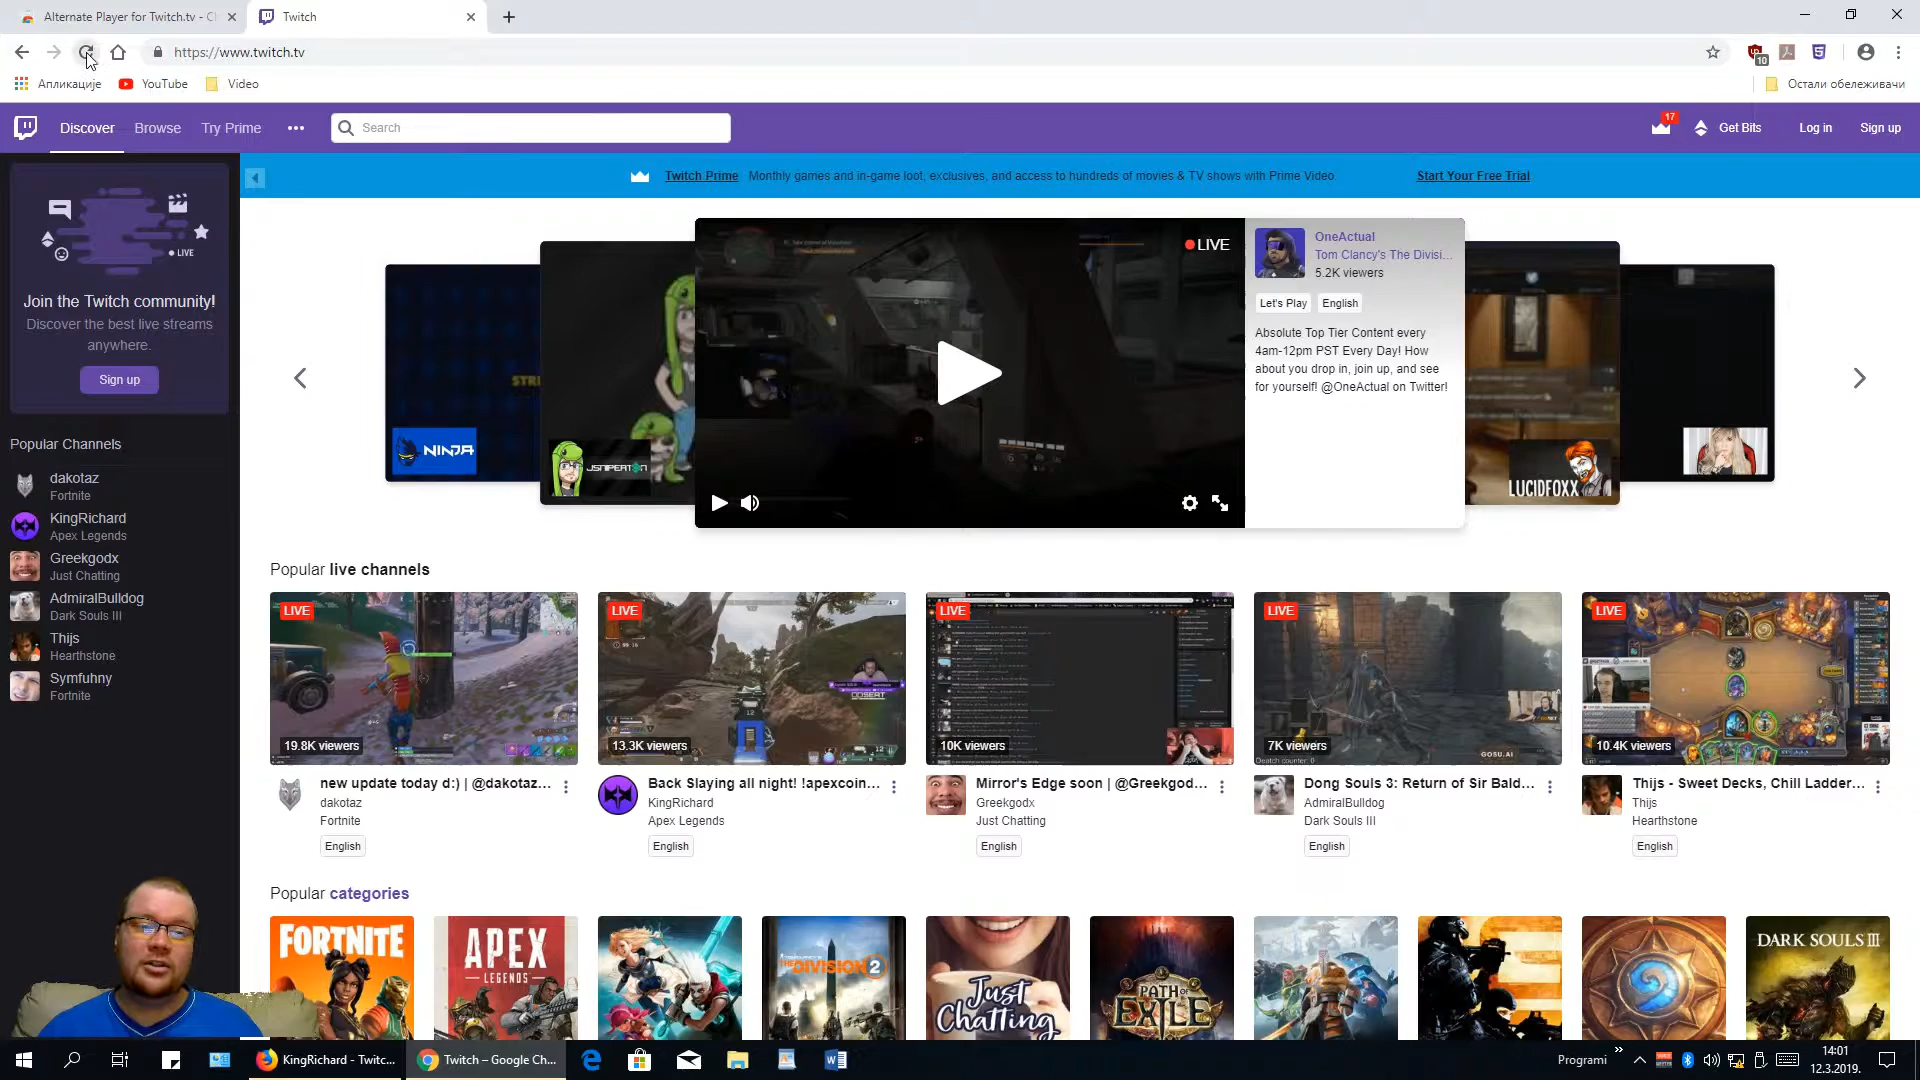 Alternate Player for Twitch.tv - C
Twitch
https://www.twitch.tv
10
Апликације
YouTube
Video
Остали обележивачи
Discover
Browse
Try Prime
Search
17
Get Bits
Log in
Sign up
Twitch Prime Monthly games and in-game loot, exclusives, and access to hundreds of movies & TV shows with Prime Video Start Your Free Trial
LIVE
Join the Twitch community!
Discover the best live streams
anywhere.
Sign up
Popular Channels
dakotaz
Fortnite
KingRichard
Apex Legends
Greekgodx
Just Chatting
AdmiralBulldog
Dark Souls III
Thijs
Hearthstone
Symfuhny
Fortnite
NINJA
LIVE
OneActual
Tom Clancy's The Divisi...
5.2K viewers
Let's Play
English
Absolute Top Tier Content every
4am-12pm PST Every Day! How
about you drop in, join up, and see
for yourself! @OneActual on Twitter!
LUCIDFOXX
Popular live channels
LIVE
19.8K viewers
new update today d:) | @dakotaz...
dakotaz
Fortnite
English
LIVE
13.3K viewers
Back Slaying all night! !apexcoin...
KingRichard
Apex Legends
English
LIVE
10K viewers
Mirror's Edge soon | @Greekgod...
Greekgodx
Just Chatting
English
LIVE
7K viewers
GOSU.AI
Death counter: 0
Dong Souls 3: Return of Sir Bald...
AdmiralBulldog
Dark Souls III
English
LIVE
10.4K viewers
Thijs - Sweet Decks, Chill Ladder...
Thijs
Hearthstone
English
Popular categories
FORTNITE
APEX
LEGENDS
THE DIVISION 2
Just
Chatting
PATH OF
EXILE
DARK SOULS III
KingRichard - Twitc...
Twitch – Google Ch...
Programi
14:01
12.3.2019.